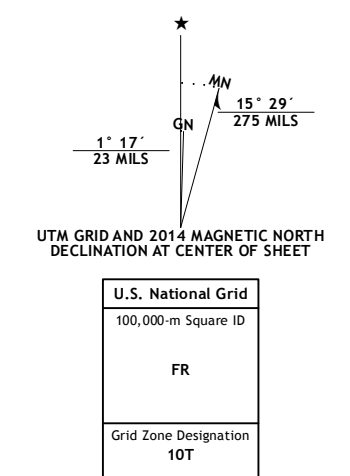 ★
MN
15° 29´
275 MILS
GN
1° 17´
23 MILS
UTM GRID AND 2014 MAGNETIC NORTH
DECLINATION AT CENTER OF SHEET
U.S. National Grid
100,000-m Square ID
FR
Grid Zone Designation
10T